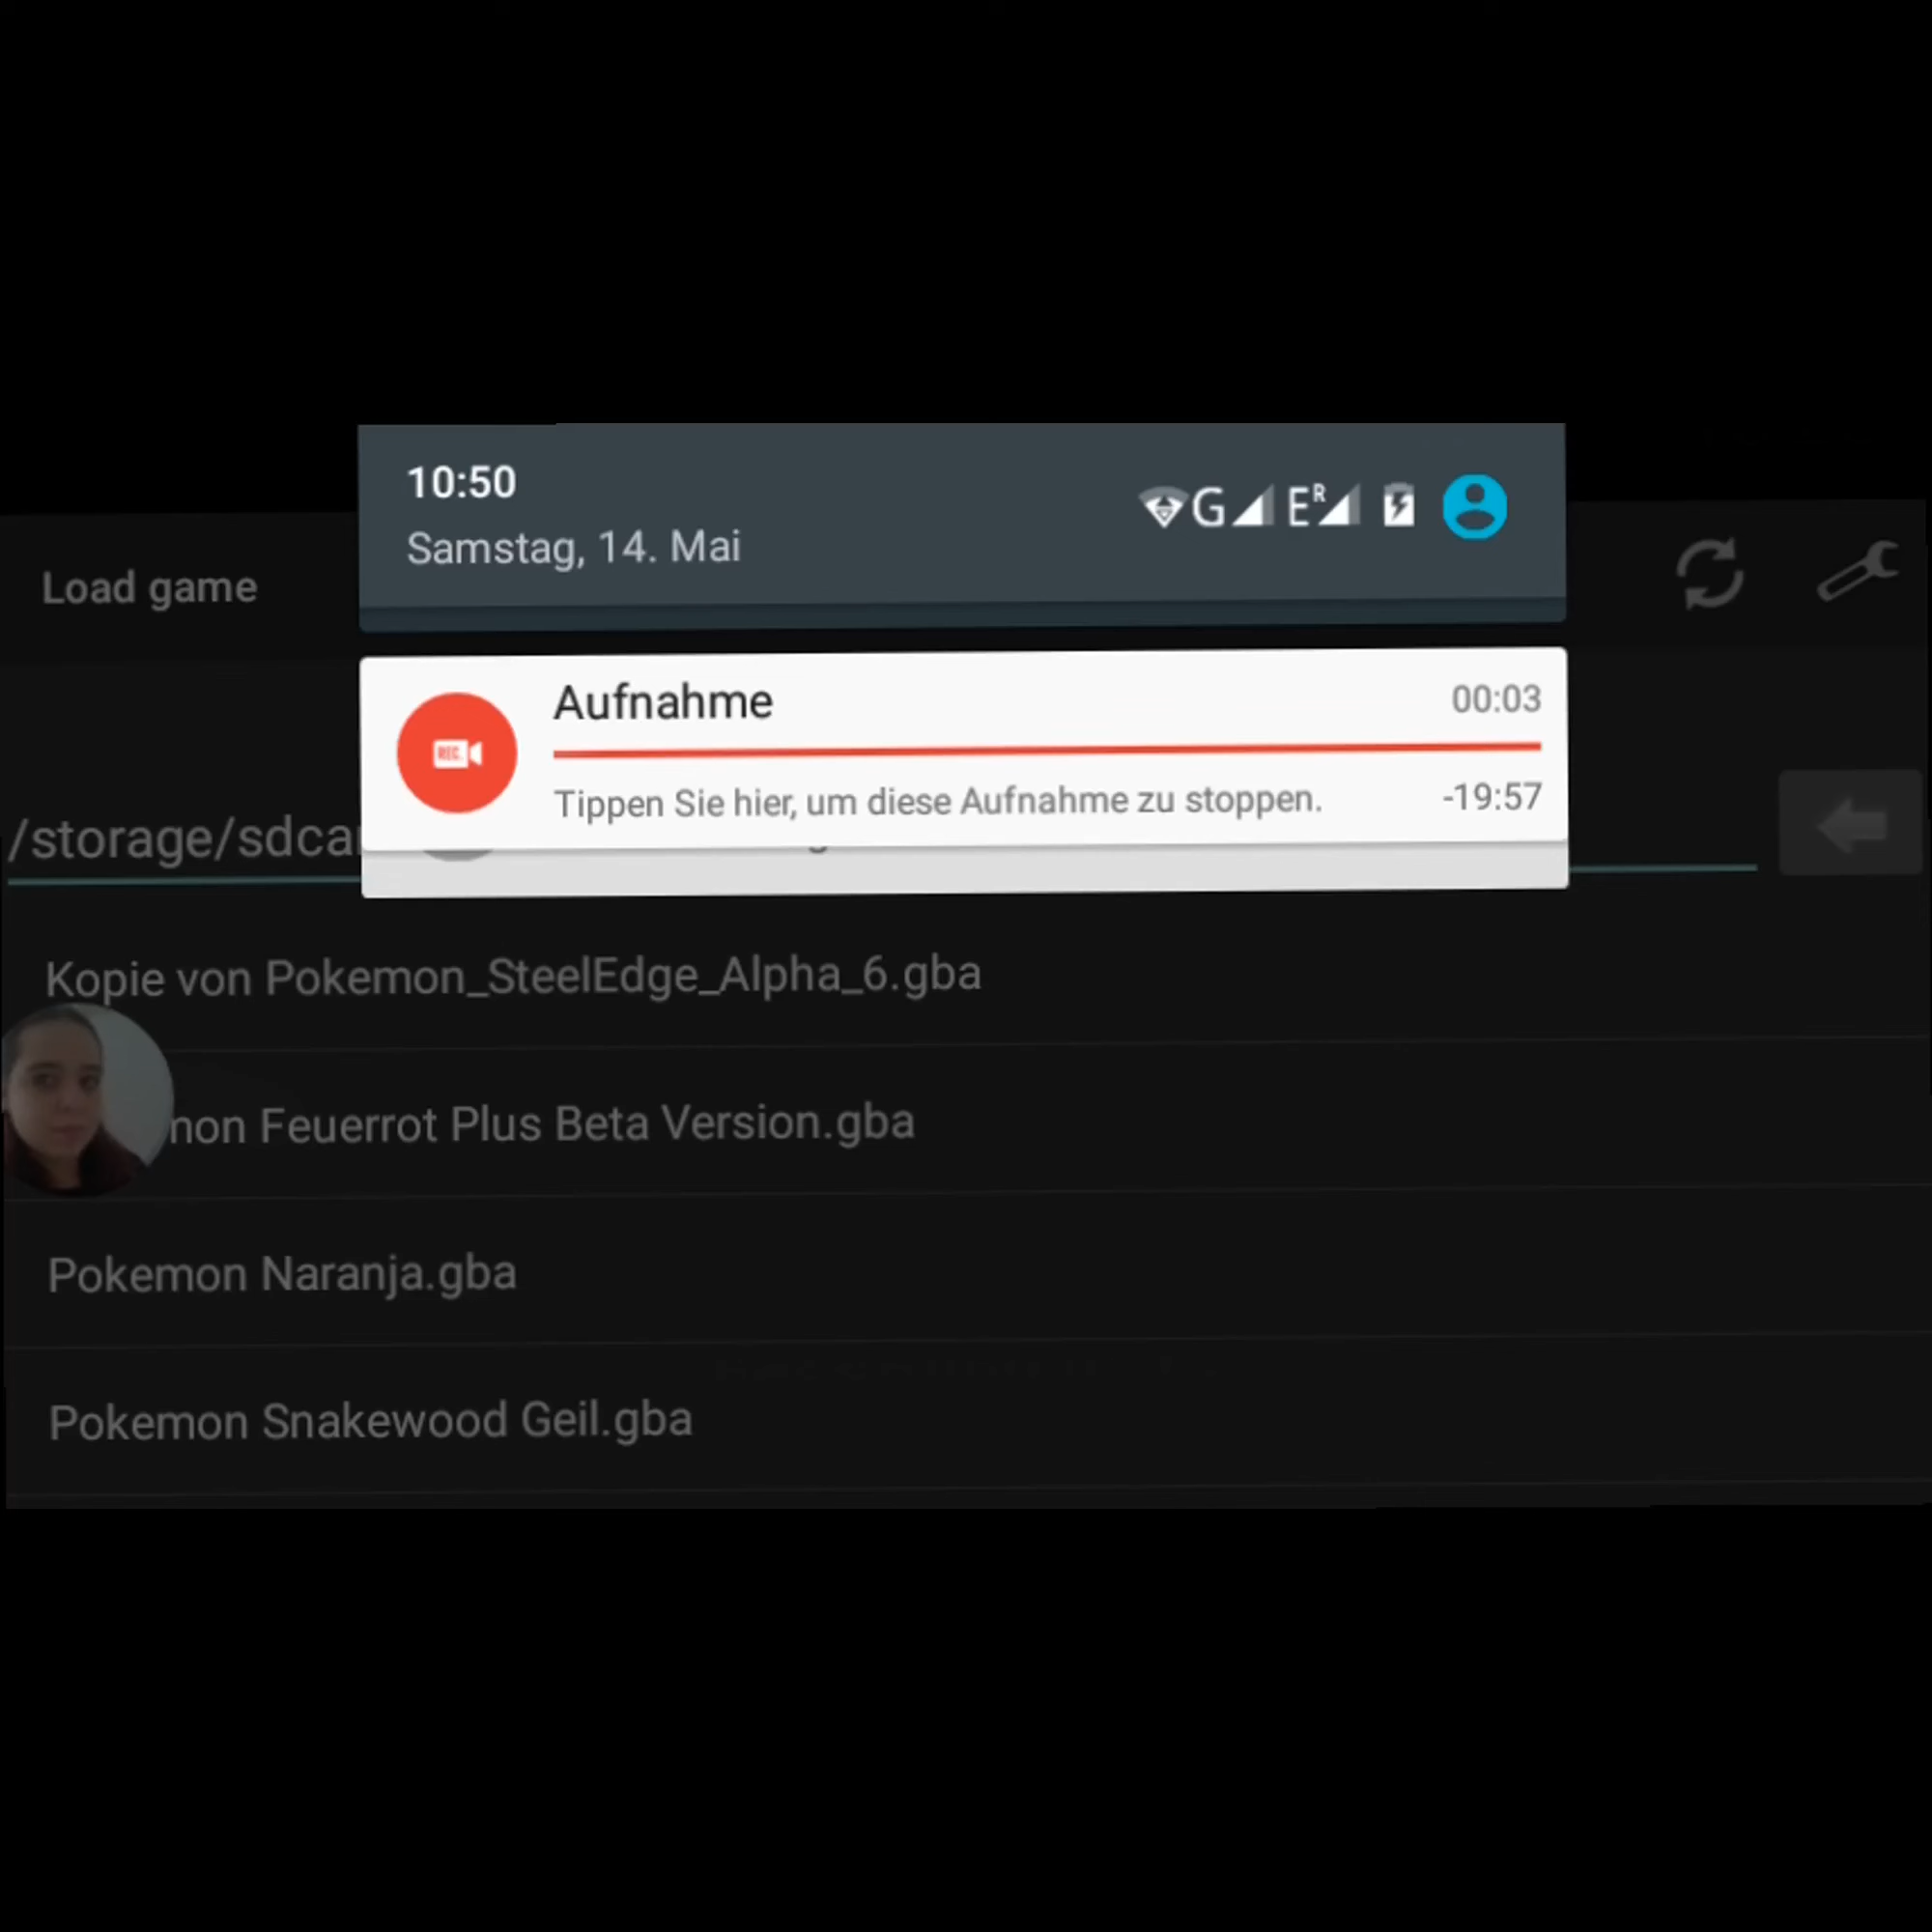 10:50
G E R
Samstag, 14. Mai
Load game
Aufnahme 00:03
REC
Tippen Sie hier, um diese Aufnahme zu stoppen. -19:57
/storage/sdca
Kopie von Pokemon_SteelEdge_Alpha_6.gba
mon Feuerrot Plus Beta Version.gba
Pokemon Naranja.gba
Pokemon Snakewood Geil.gba